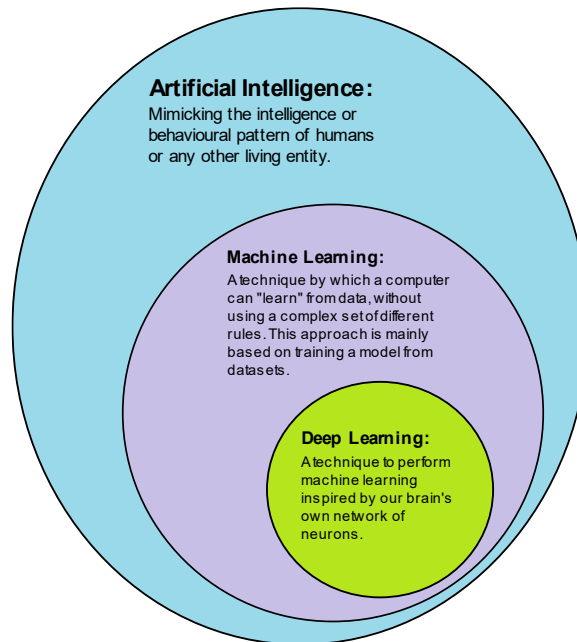 Artificial Intelligence:
Mimicking the intelligence or
behavioural pattern of humans
or any other living entity.
Machine Learning:
A technique by which a computer
can "learn" from data, without
using a complex set of different
rules. This approach is mainly
based on training a model from
datasets.
Deep Learning:
A technique to perform
machine learning
inspired by our brain's
own network of
neurons.